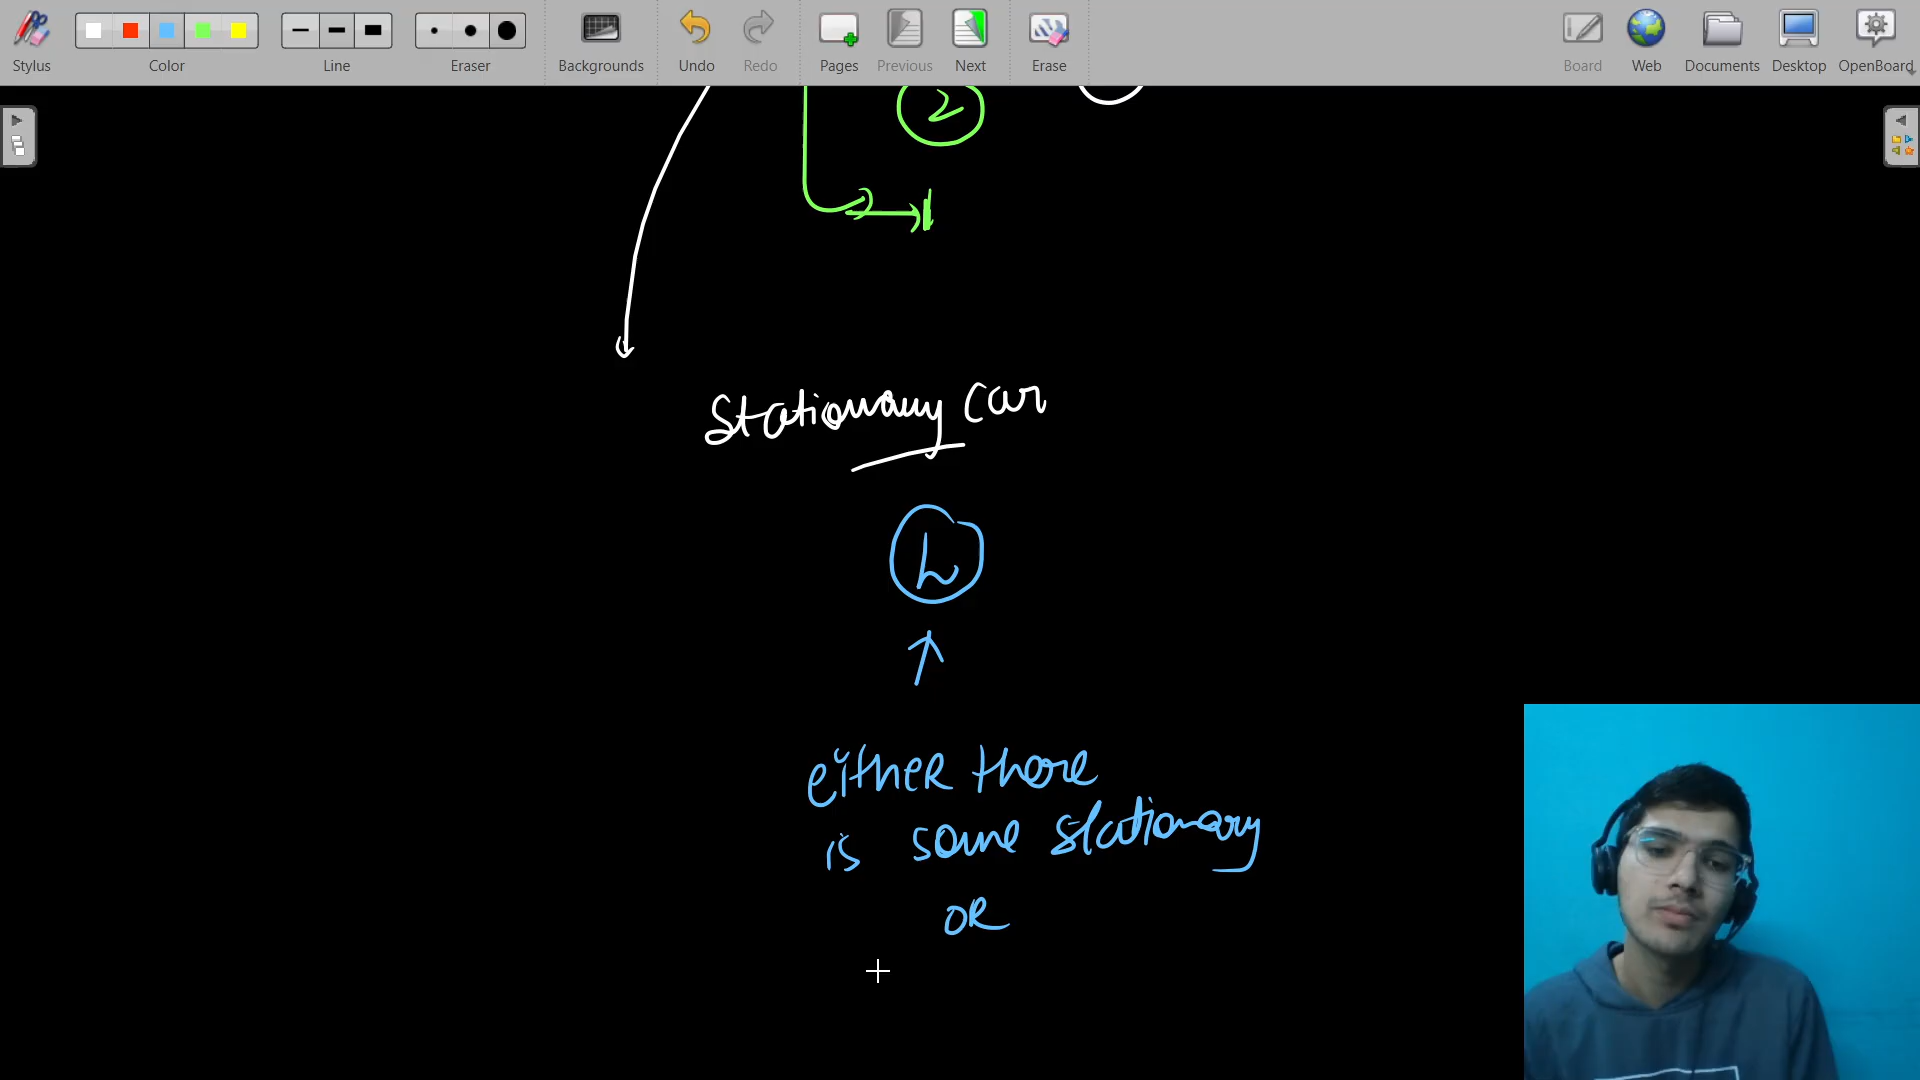 Stylus Color Line Eraser Backgrounds Undo Redo Pages Previous Next Erase Board Web Documents Desktop OpenBoard
2
Stationary car
L
either there
is some stationary
OR